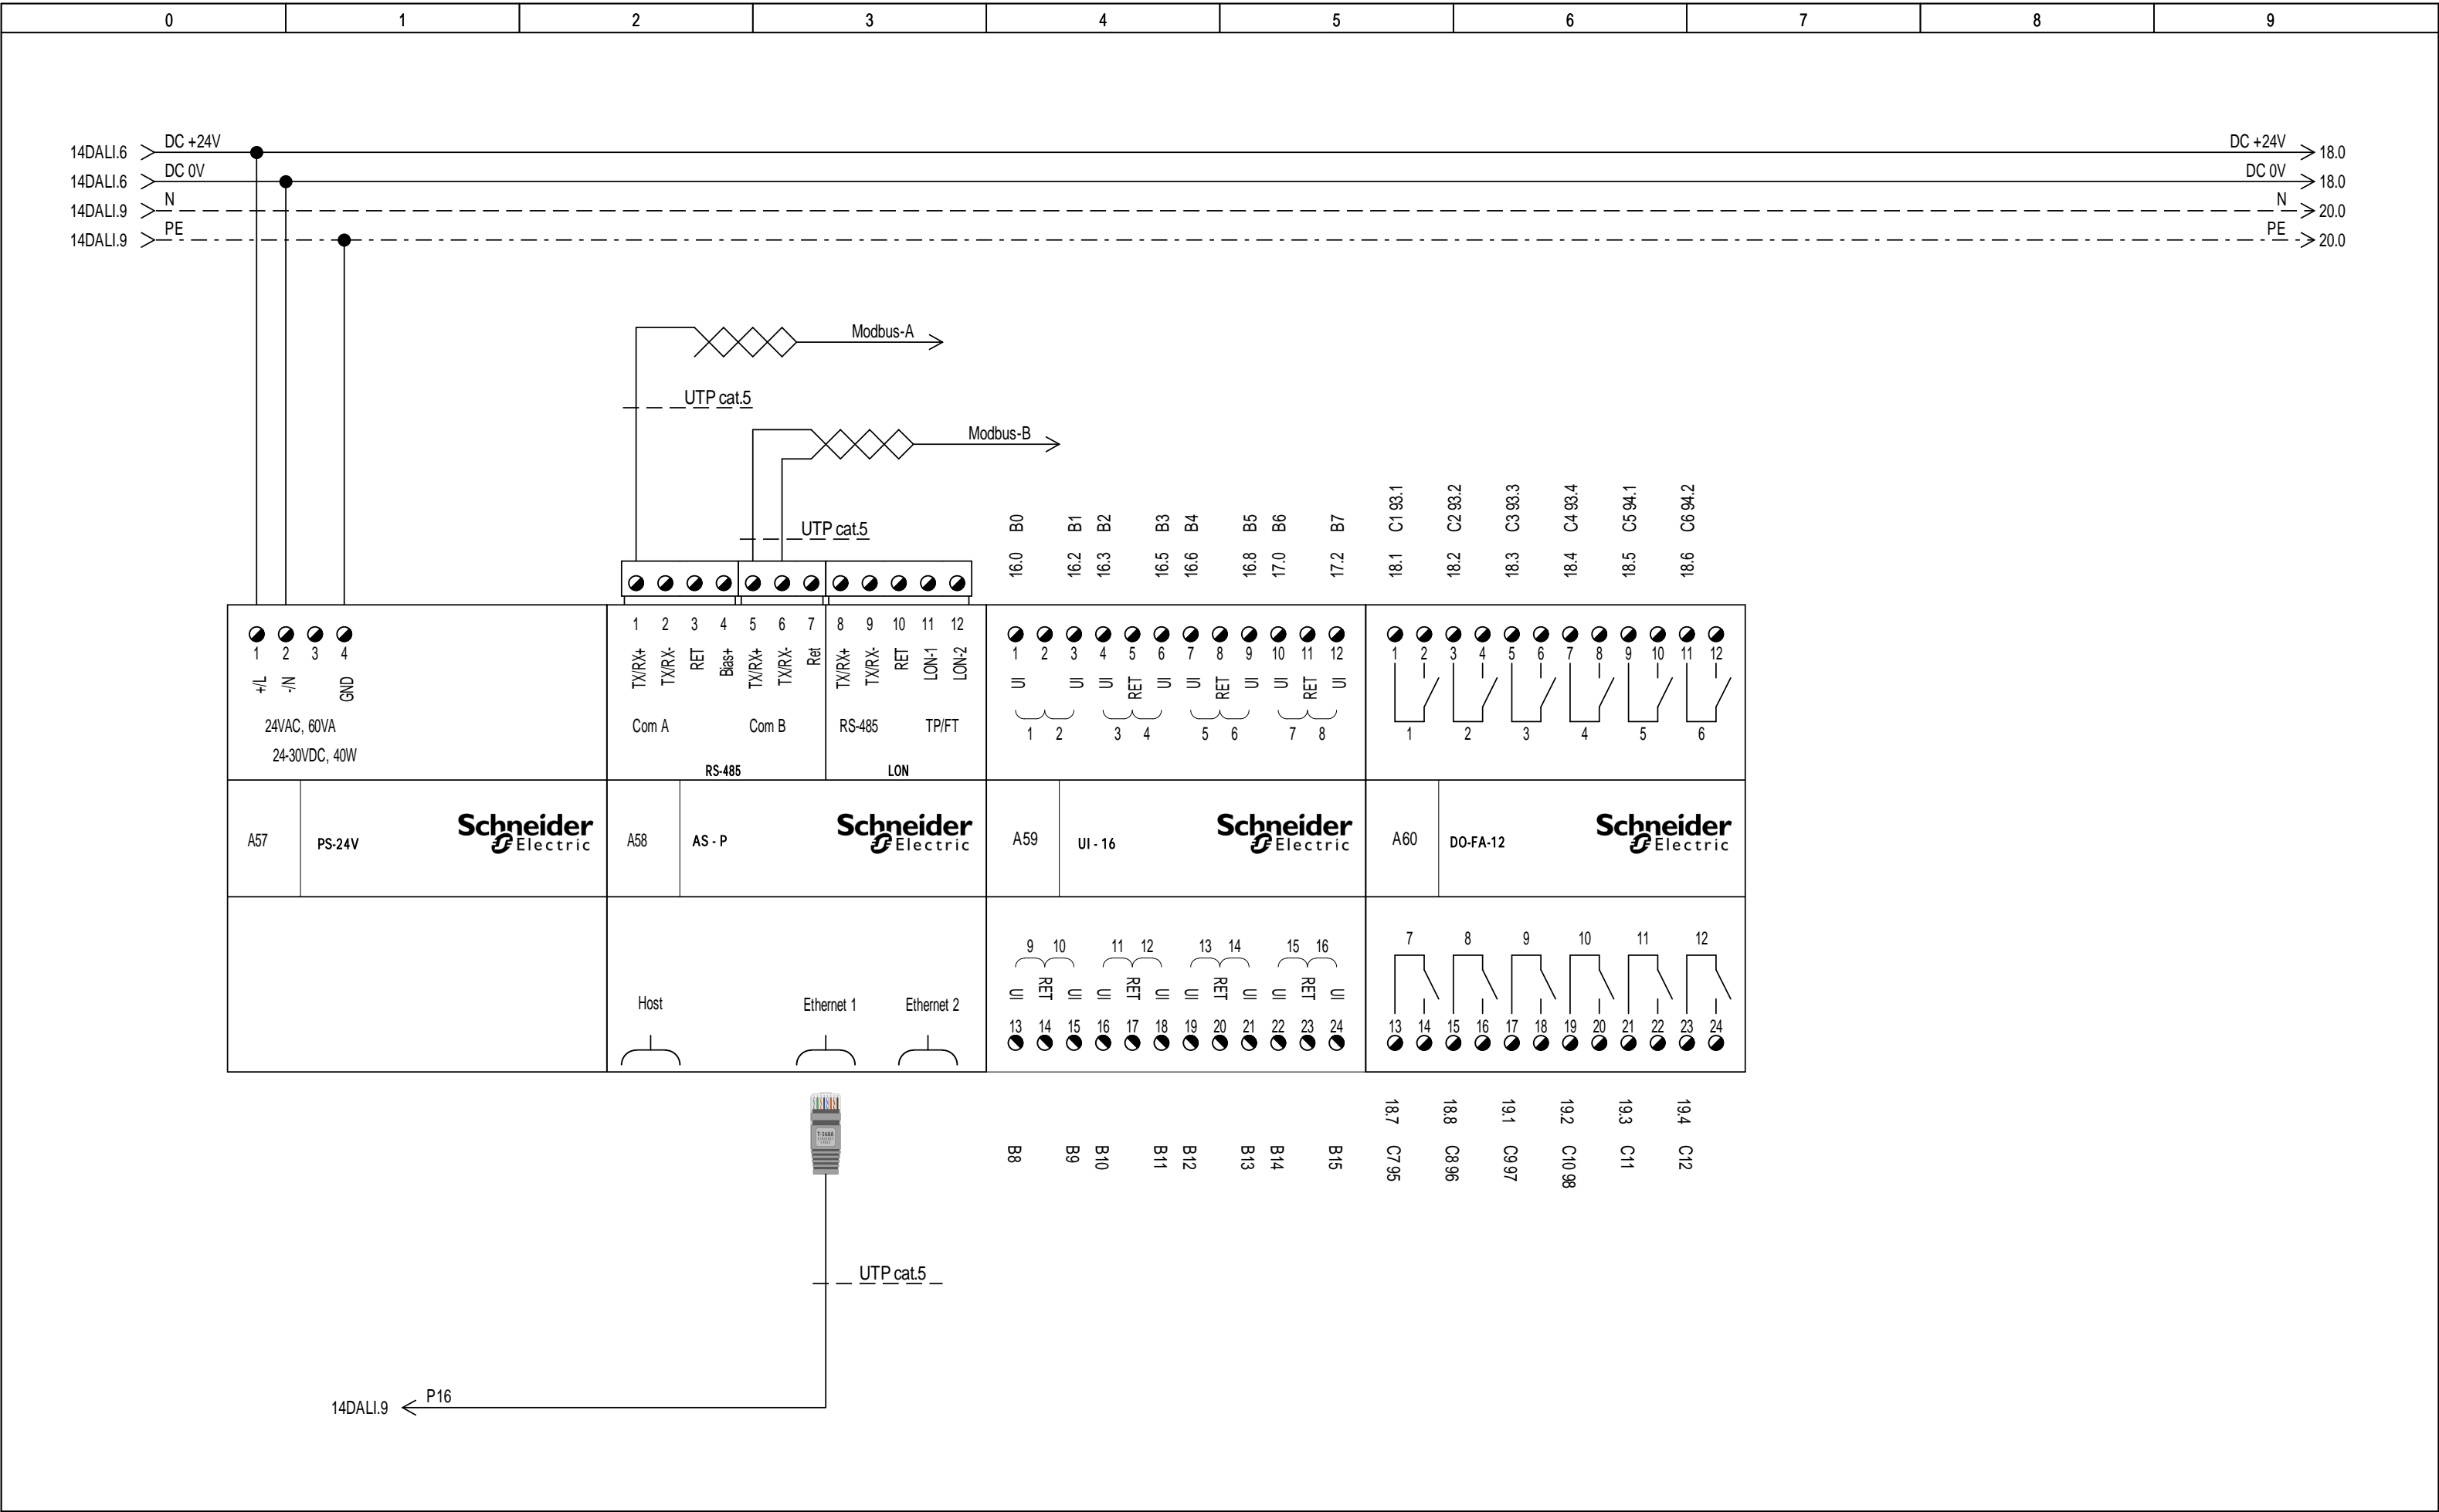 0 1 2 3 4 5 6 7 8 9
14DALI.6 DC +24V DC +24V 18.0
14DALI.6 DC 0V DC 0V 18.0
14DALI.9 N N 20.0
14DALI.9 PE PE 20.0
Modbus-A
UTP cat.5
Modbus-B
UTP cat.5
B0 B1 B2 B3 B4 B5 B6 B7 C1 93.1 C2 93.2 C3 93.3 C4 93.4 C5 94.1 C6 94.2
16.0 16.2 16.3 16.5 16.6 16.8 17.0 17.2 18.1 18.2 18.3 18.4 18.5 18.6
1 2 3 4
+/L -/N GND
24VAC, 60VA
24-30VDC, 40W
1 2 3 4 5 6 7 8 9 10 11 12
TX/RX+ TX/RX- RET Bias+ TX/RX+ TX/RX- Ret TX/RX+ TX/RX- RET LON-1 LON-2
Com A Com B RS-485 TP/FT
RS-485 LON
1 2 3 4 5 6 7 8 9 10 11 12
UI UI UI RET UI UI RET UI UI RET UI
1 2 3 4 5 6 7 8
1 2 3 4 5 6 7 8 9 10 11 12
1 2 3 4 5 6
A57 PS-24V Schneider Electric
A58 AS - P Schneider Electric
A59 UI - 16 Schneider Electric
A60 DO-FA-12 Schneider Electric
Host Ethernet 1 Ethernet 2
9 10 11 12 13 14 15 16
UI RET UI UI RET UI UI RET UI UI RET UI
13 14 15 16 17 18 19 20 21 22 23 24
7 8 9 10 11 12
13 14 15 16 17 18 19 20 21 22 23 24
18.7 18.8 19.1 19.2 19.3 19.4
B8 B9 B10 B11 B12 B13 B14 B15 C7 95 C8 96 C9 97 C10 98 C11 C12
T-568A
UTP cat.5
14DALI.9 P16